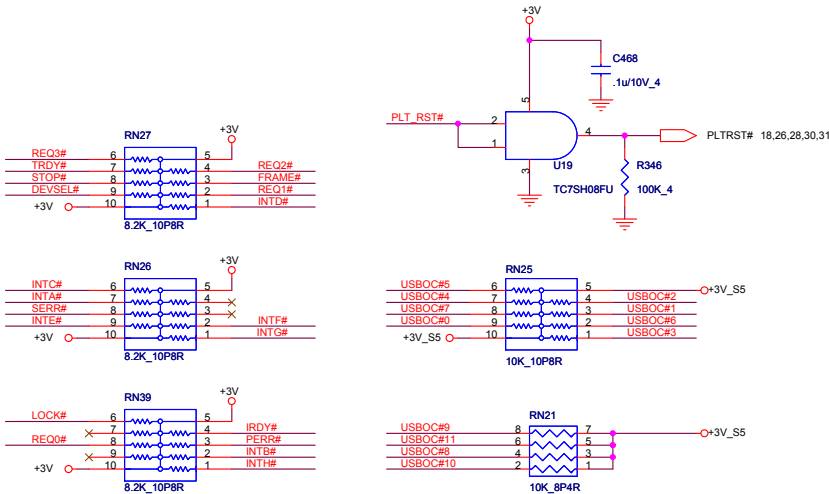 +3V
C468
.1u/10V_4
5
PLT_RST#
2
1
4
3
U19
TC7SH08FU
PLTRST# 18,26,28,30,31
R346
100K_4
RN27
+3V
REQ3# 6 5
TRDY# 7 4 REQ2#
STOP# 8 3 FRAME#
DEVSEL# 9 2 REQ1#
+3V 10 1 INTD#
8.2K_10P8R
RN26
+3V
INTC# 6 5
INTA# 7 4
SERR# 8 3
INTE# 9 2 INTF#
+3V 10 1 INTG#
8.2K_10P8R
RN25
USBOC#5 6 5 +3V_S5
USBOC#4 7 4 USBOC#2
USBOC#7 8 3 USBOC#1
USBOC#0 9 2 USBOC#6
+3V_S5 10 1 USBOC#3
10K_10P8R
RN39
+3V
LOCK# 6 5
7 4 IRDY#
REQ0# 8 3 PERR#
9 2 INTB#
+3V 10 1 INTH#
8.2K_10P8R
RN21
USBOC#9 8 7 +3V_S5
USBOC#11 6 5
USBOC#8 4 3
USBOC#10 2 1
10K_8P4R